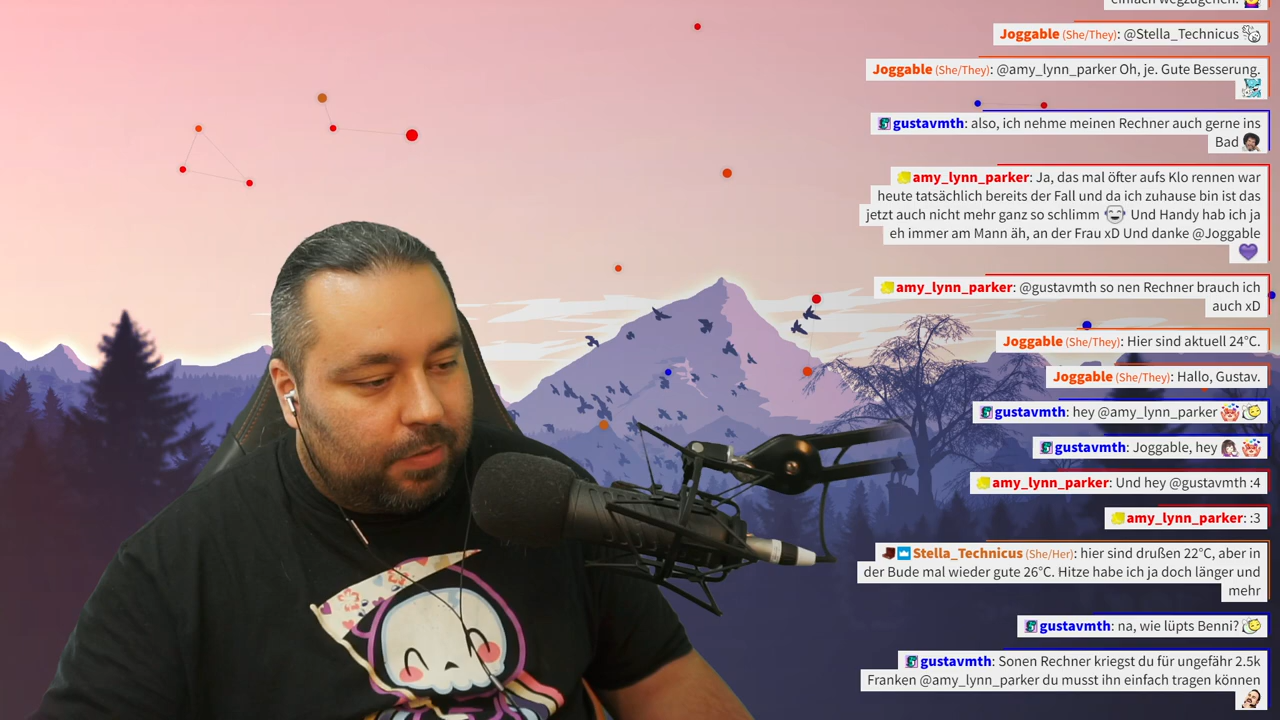 einfach wegzugehen.
Joggable (She/They): @Stella_Technicus
Joggable (She/They): @amy_lynn_parker Oh, je. Gute Besserung.
gustavmth: also, ich nehme meinen Rechner auch gerne ins
Bad
amy_lynn_parker: Ja, das mal öfter aufs Klo rennen war
heute tatsächlich bereits der Fall und da ich zuhause bin ist das
jetzt auch nicht mehr ganz so schlimm Und Handy hab ich ja
eh immer am Mann äh, an der Frau xD Und danke @Joggable
amy_lynn_parker: @gustavmth so nen Rechner brauch ich
auch xD
Joggable (She/They): Hier sind aktuell 24°C.
Joggable (She/They): Hallo, Gustav.
gustavmth: hey @amy_lynn_parker
gustavmth: Joggable, hey
amy_lynn_parker: Und hey @gustavmth :4
amy_lynn_parker: :3
Stella_Technicus (She/Her): hier sind drußen 22°C, aber in
der Bude mal wieder gute 26°C. Hitze habe ich ja doch länger und
mehr
gustavmth: na, wie lüpts Benni?
gustavmth: Sonen Rechner kriegst du für ungefähr 2.5k
Franken @amy_lynn_parker du musst ihn einfach tragen können